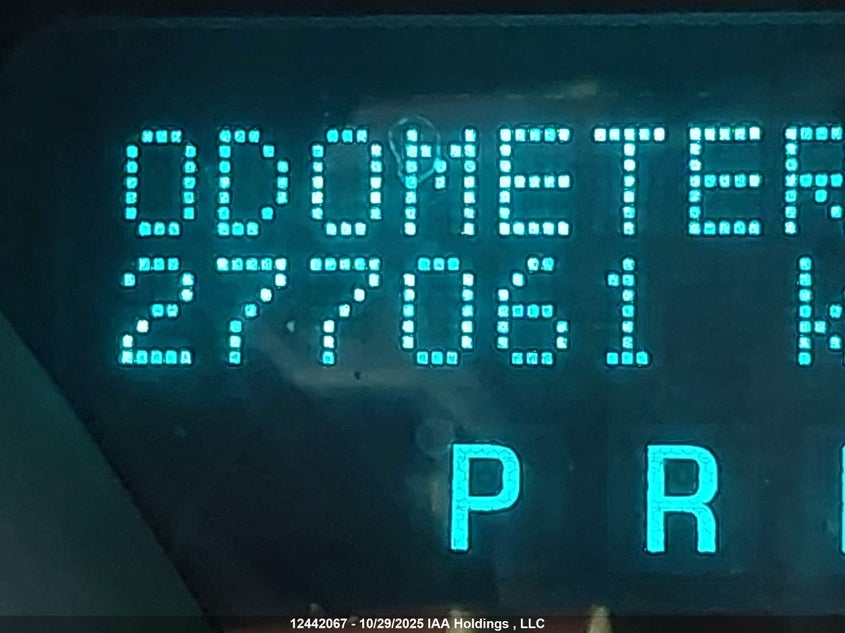 ODOMETER
277061 K
P R
12442067 - 10/29/2025 IAA Holdings , LLC